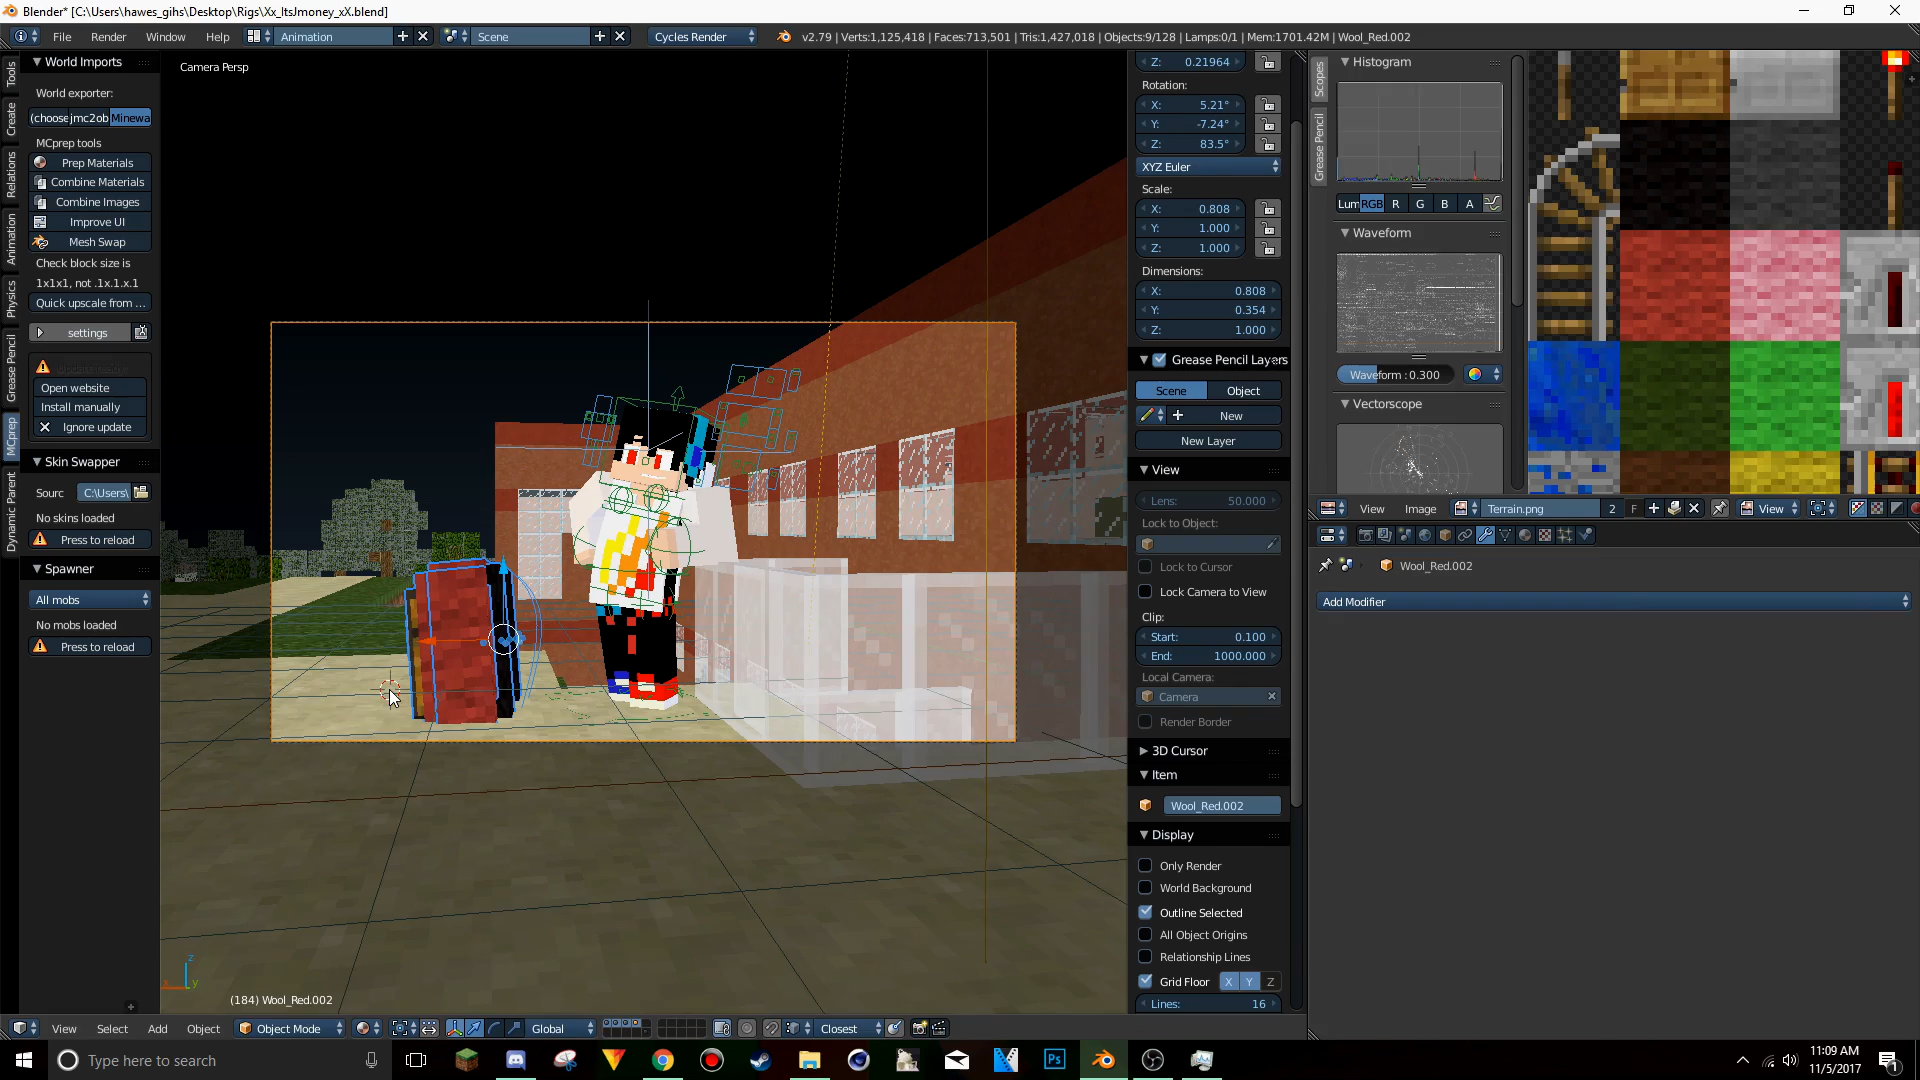 Blender* [C:\Users\hawes_gihs\Desktop\Rigs\Xx_ItsJmoney_xX.blend]
File Render Window Help Animation Scene Cycles Render v2.79 | Verts:1,125,418 | Faces:713,501 | Tris:1,427,018 | Objects:9/128 | Lamps:0/1 | Mem:1701.42M | Wool_Red.002
Tools
Create
Relations
Animation
Physics
Grease Pencil
MCprep
Dynamic Parent
World Imports
World exporter:
(choose jmc2ob Minewa
MCprep tools
Prep Materials
Combine Materials
Combine Images
Improve UI
Mesh Swap
Check block size is
1x1x1, not .1x.1.x.1
Quick upscale from ...
settings
Open website
Install manually
Ignore update
Skin Swapper
Sourc C:\Users\
No skins loaded
Press to reload
Spawner
All mobs
No mobs loaded
Press to reload
Camera Persp
z
x y
(184) Wool_Red.002
View Select Add Object Object Mode Global Closest
Z: 0.21964
Rotation:
X: 5.21°
Y: -7.24°
Z: 83.5°
XYZ Euler
Scale:
X: 0.808
Y: 1.000
Z: 1.000
Dimensions:
X: 0.808
Y: 0.354
Z: 1.000
Grease Pencil Layers
Scene Object
New
New Layer
View
Lens: 50.000
Lock to Object:
Lock to Cursor
Lock Camera to View
Clip:
Start: 0.100
End: 1000.000
Local Camera:
Camera
Render Border
3D Cursor
Item
Wool_Red.002
Display
Only Render
World Background
Outline Selected
All Object Origins
Relationship Lines
Grid Floor X Y Z
Lines: 16
Scopes
Grease Pencil
Histogram
Lum RGB R G B A
Waveform
Waveform : 0.300
Vectorscope
View Image Terrain.png 2 F View
Wool_Red.002
Add Modifier
Type here to search
Ps
11:09 AM
11/5/2017
1